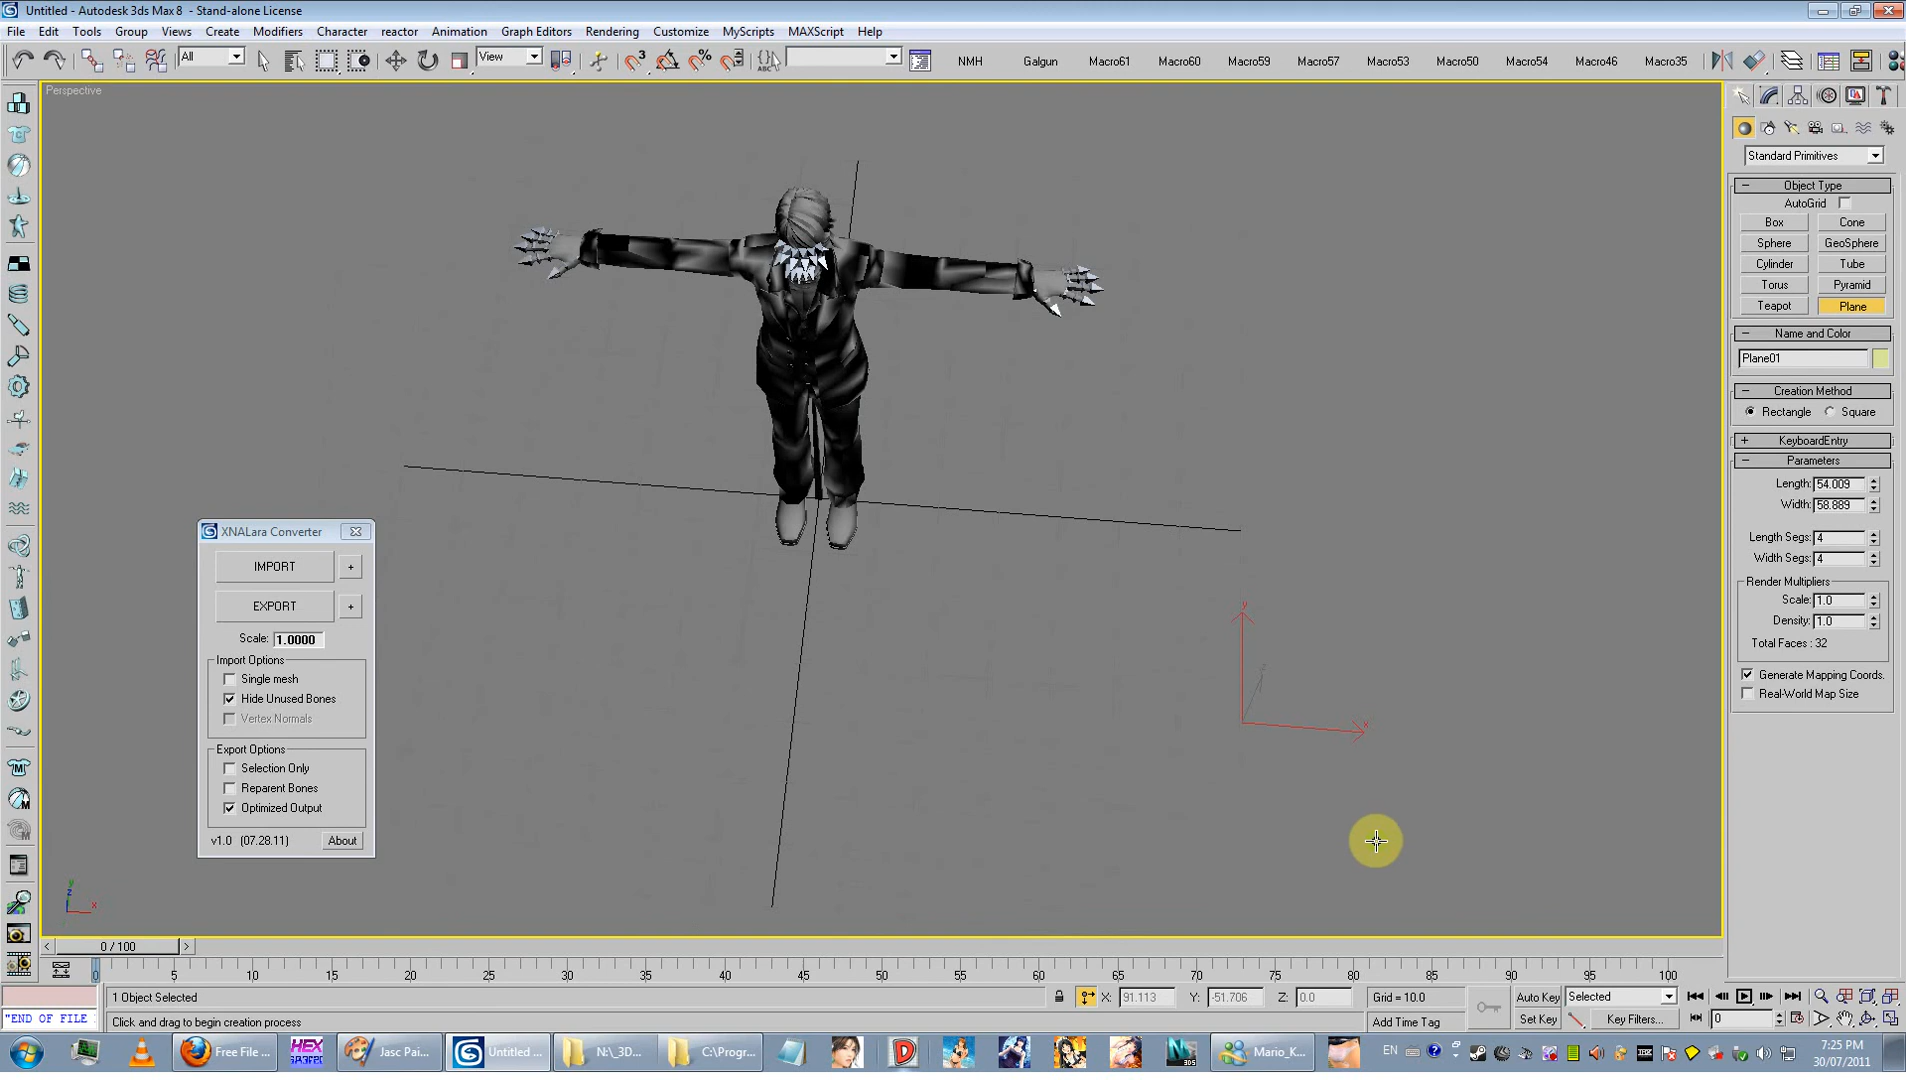 Untitled - Autodesk 3ds Max 8 - Stand-alone License
File Edit Tools Group Views Create Modifiers Character reactor Animation Graph Editors Rendering Customize MyScripts MAXScript Help
All View NMH Galgun Macro61 Macro60 Macro59 Macro57 Macro53 Macro50 Macro54 Macro46 Macro35
Perspective
Standard Primitives
Object Type
AutoGrid
Box Cone
Sphere GeoSphere
Cylinder Tube
Torus Pyramid
Teapot Plane
Name and Color
Plane01
Creation Method
Rectangle Square
KeyboardEntry
Parameters
Length: 54.009
Width: 58.889
Length Segs: 4
Width Segs: 4
Render Multipliers
Scale: 1.0
Density: 1.0
Total Faces : 32
Generate Mapping Coords.
Real-World Map Size
XNALara Converter
IMPORT +
EXPORT +
Scale: 1.0000
Import Options
Single mesh
Hide Unused Bones
Vertex Normals
Export Options
Selection Only
Reparent Bones
Optimized Output
v1.0 (07.28.11) About
y
x
z
y
z
x
< 0 / 100 >
0 5 10 15 20 25 30 35 40 45 50 55 60 65 70 75 80 85 90 95 100
1 Object Selected X: 91.113 Y: -51.706 Z: 0.0 Grid = 10.0 Auto Key Selected
"END OF FILE Click and drag to begin creation process Add Time Tag Set Key Key Filters... 0
Free File ... HEX Jasc Pai... Untitled ... N:\_3D... C:\Progr... Mario_K... EN 7:25 PM
30/07/2011